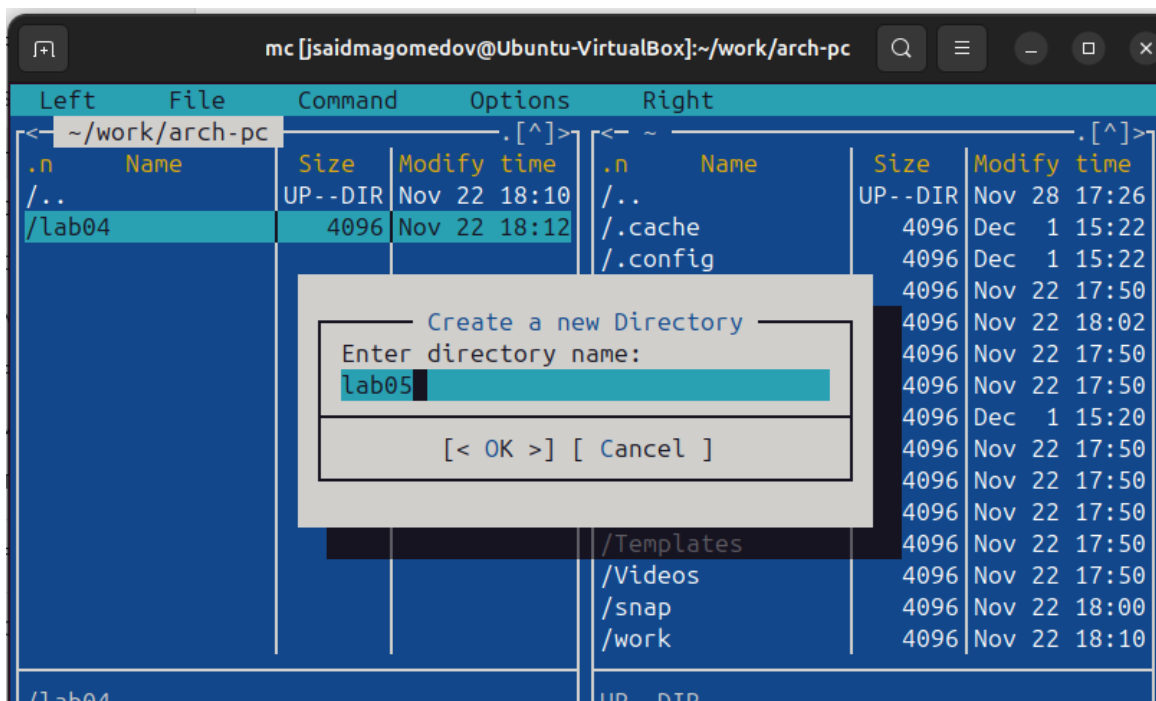 mc [jsaidmagomedov@Ubuntu-VirtualBox]:~/work/arch-pc
Left File Command Options Right
<─ ~/work/arch-pc ─.[^]>
.n Name Size Modify time
/.. UP--DIR Nov 22 18:10
/lab04 4096 Nov 22 18:12
<─ ~ ─.[^]>
.n Name Size Modify time
/.. UP--DIR Nov 28 17:26
/.cache 4096 Dec 1 15:22
/.config 4096 Dec 1 15:22
4096 Nov 22 17:50
4096 Nov 22 18:02
4096 Nov 22 17:50
4096 Nov 22 17:50
4096 Dec 1 15:20
4096 Nov 22 17:50
4096 Nov 22 17:50
4096 Nov 22 17:50
/Templates 4096 Nov 22 17:50
/Videos 4096 Nov 22 17:50
/snap 4096 Nov 22 18:00
/work 4096 Nov 22 18:10
Create a new Directory
Enter directory name:
lab05
[< OK >] [ Cancel ]
/lab04
UP--DIR